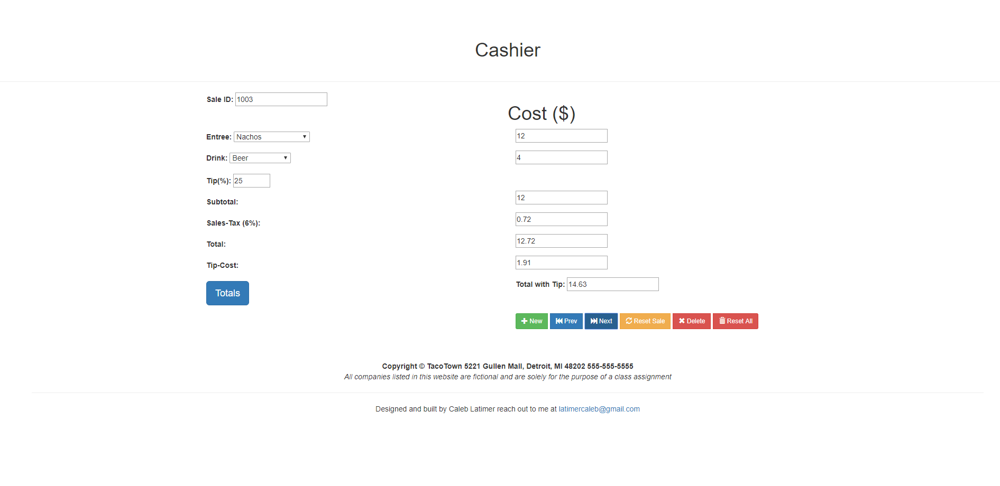 Cashier
Sale ID: 1003
Cost ($)
Entree: Nachos 12
Drink: Beer 4
Tip(%): 25
Subtotal: 12
Sales-Tax (6%): 0.72
Total: 12.72
Tip-Cost: 1.91
Totals
Total with Tip: 14.63
New Prev Next Reset Sale Delete Reset All
Copyright © TacoTown 5221 Gullen Mall, Detroit, MI 48202 555-555-5555
All companies listed in this website are fictional and are solely for the purpose of a class assignment
Designed and built by Caleb Latimer reach out to me at latimercaleb@gmail.com